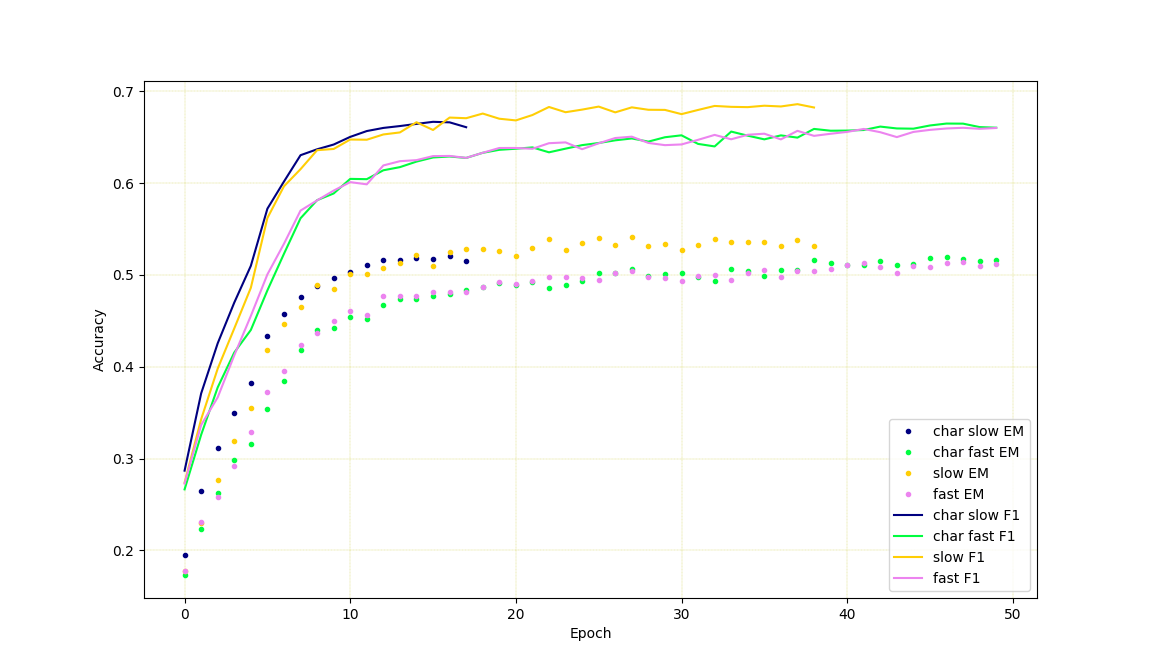 0.7
0.6
0.5
0.4
0.3
0.2
Accuracy
0 10 20 30 40 50
Epoch
char slow EM
char fast EM
slow EM
fast EM
char slow F1
char fast F1
slow F1
fast F1